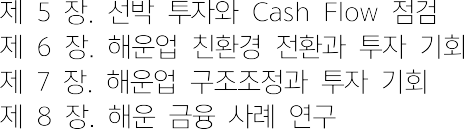 제 5 장. 선박 투자와 Cash Flow 점검
제 6 장. 해운업 친환경 전환과 투자 기회
제 7 장. 해운업 구조조정과 투자 기회
제 8 장. 해운 금융 사례 연구